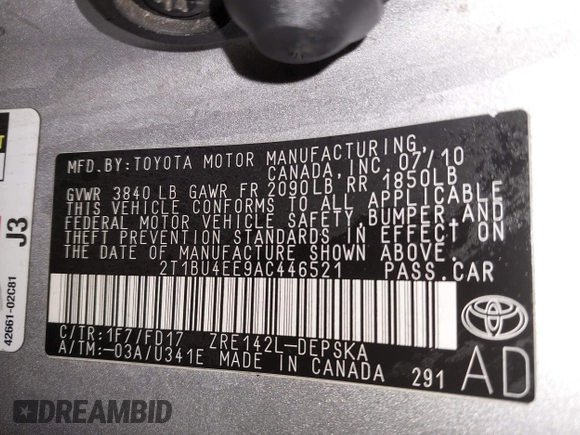 MFD.BY:TOYOTA MOTOR MANUFACTURING,
CANADA, INC. 07/10
GVWR 3840 LB GAWR FR 2090LB, RR 1850LB
THIS VEHICLE CONFORMS TO ALL APPLICABLE
FEDERAL MOTOR VEHICLE SAFETY, BUMPER AND
THEFT PREVENTION STANDARDS IN EFFECT ON
THE DATE OF MANUFACTURE SHOWN ABOVE.
2T1BU4EE9AC446521 PASS.CAR
C/TR:1F7/FD17 ZRE142L-DEPSKA
A/TM:-03A/U341E MADE IN CANADA 291
AD
J3
42661-02C81
DREAMBID